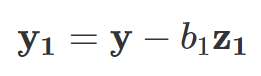 y₁ = y − b₁z₁